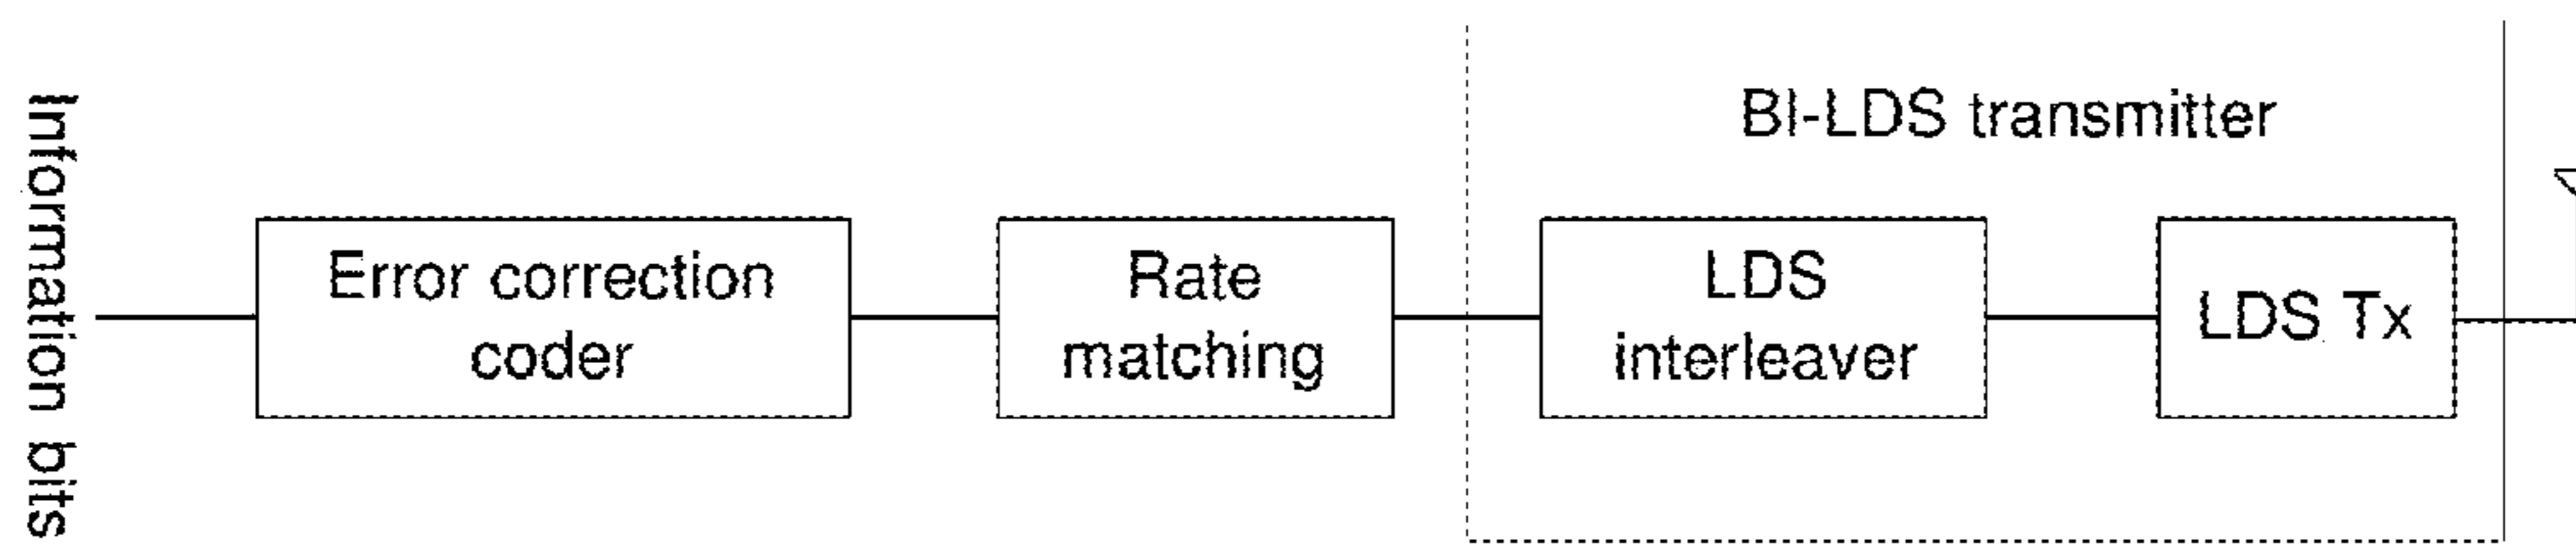 Information bits
Error correction
coder
Rate
matching
BI-LDS transmitter
LDS
interleaver
LDS Tx